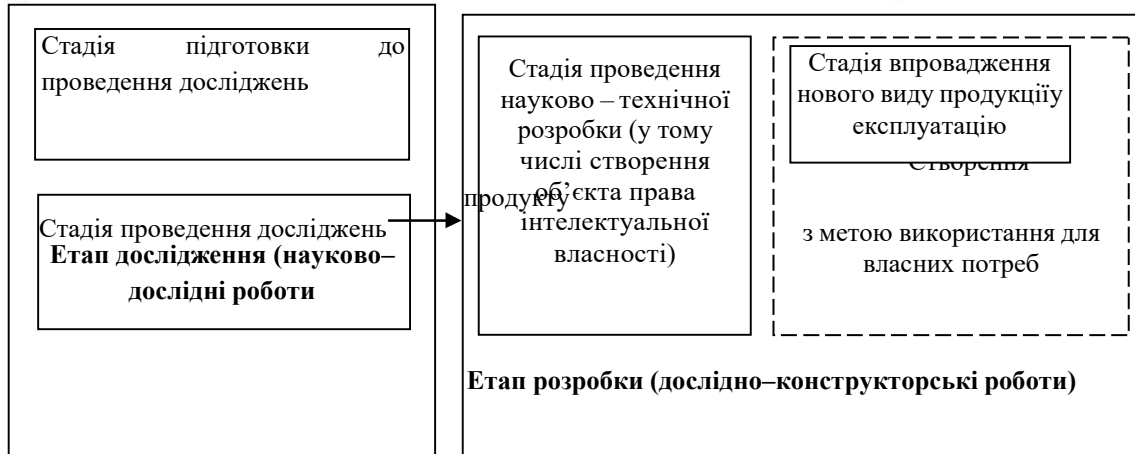 Стадія підготовки до
проведення досліджень
Стадія проведення досліджень
Етап дослідження (науково–
дослідні роботи
Стадія проведення
науково – технічної
розробки (у тому
числі створення
об’єкта права
інтелектуальної
власності)
продукту
Стадія впровадження
нового виду продукціїу
експлуатацію
Створення
з метою використання для
власних потреб
Етап розробки (дослідно–конструкторські роботи)